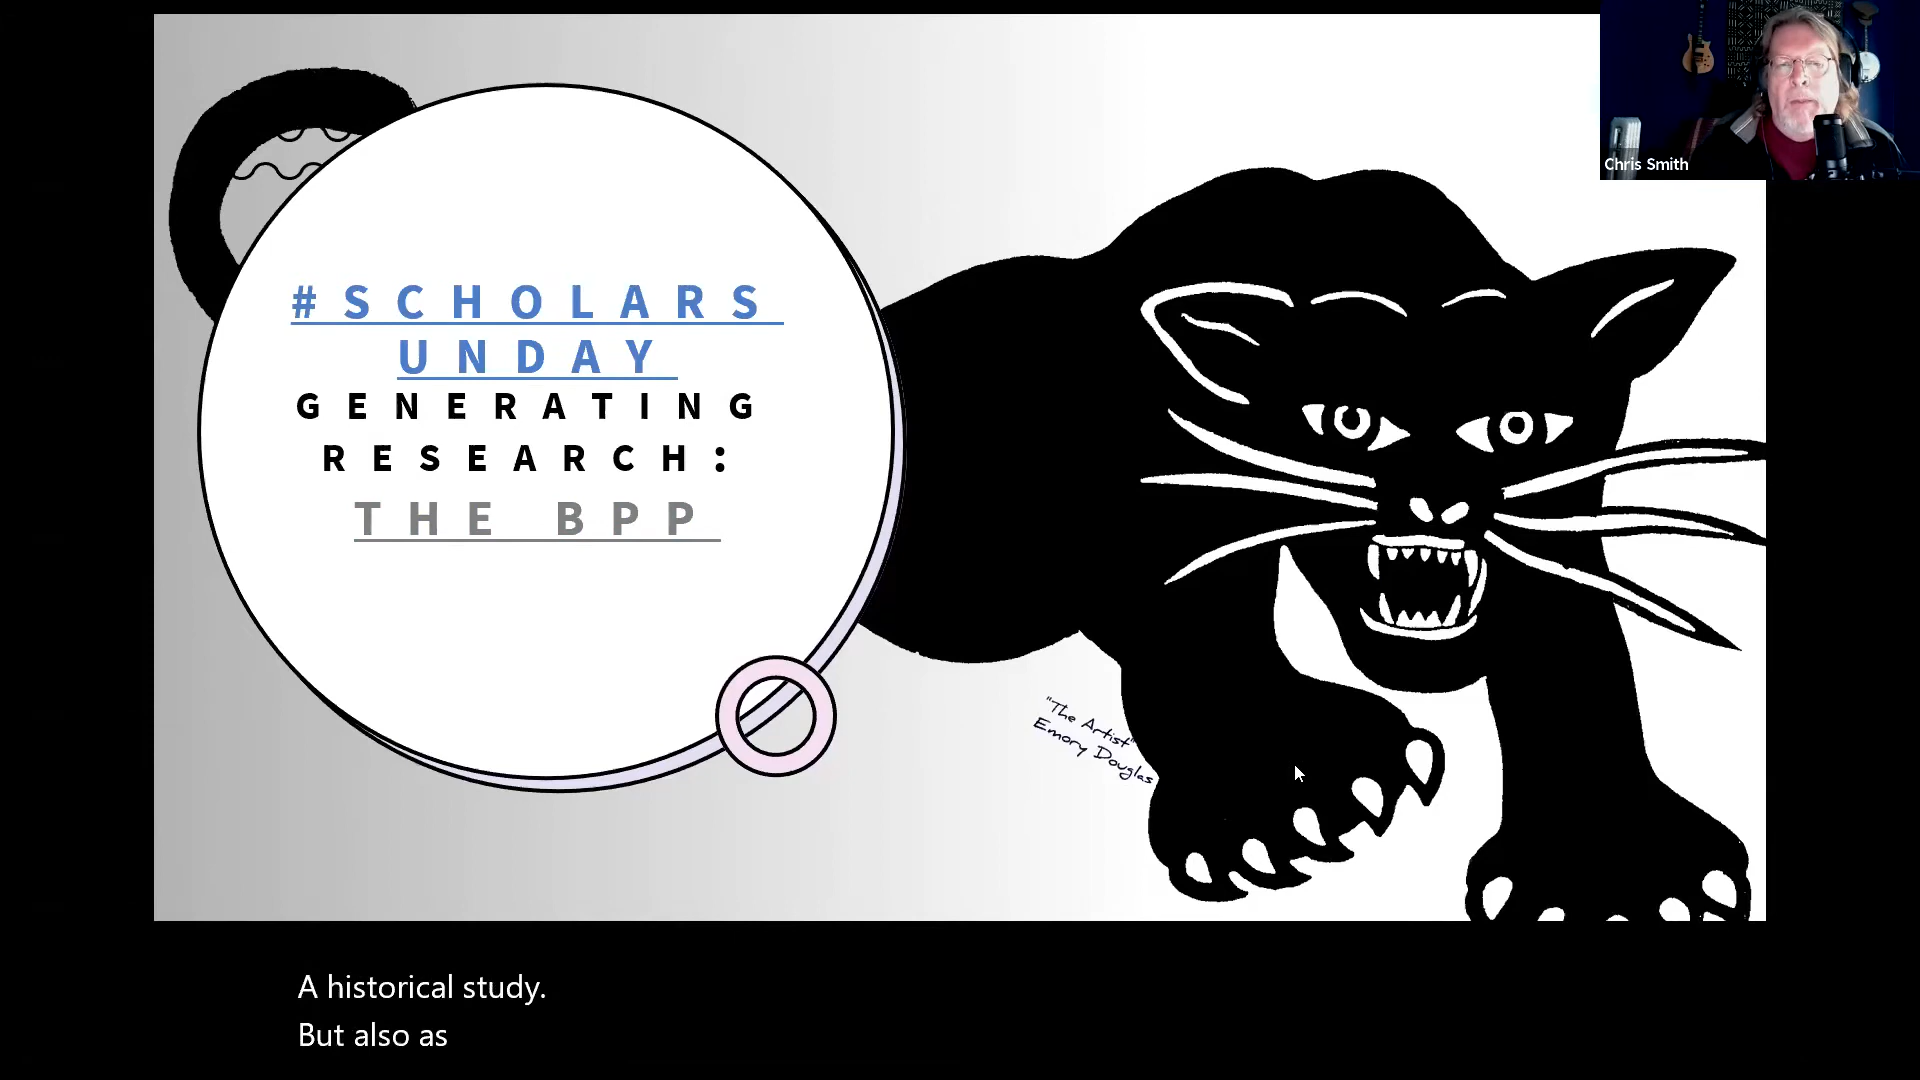 #SCHOLARS
UNDAY
GENERATING
RESEARCH:
THE BPP
"The Artist"
Emory Douglas
Chris Smith
A historical study.
But also as